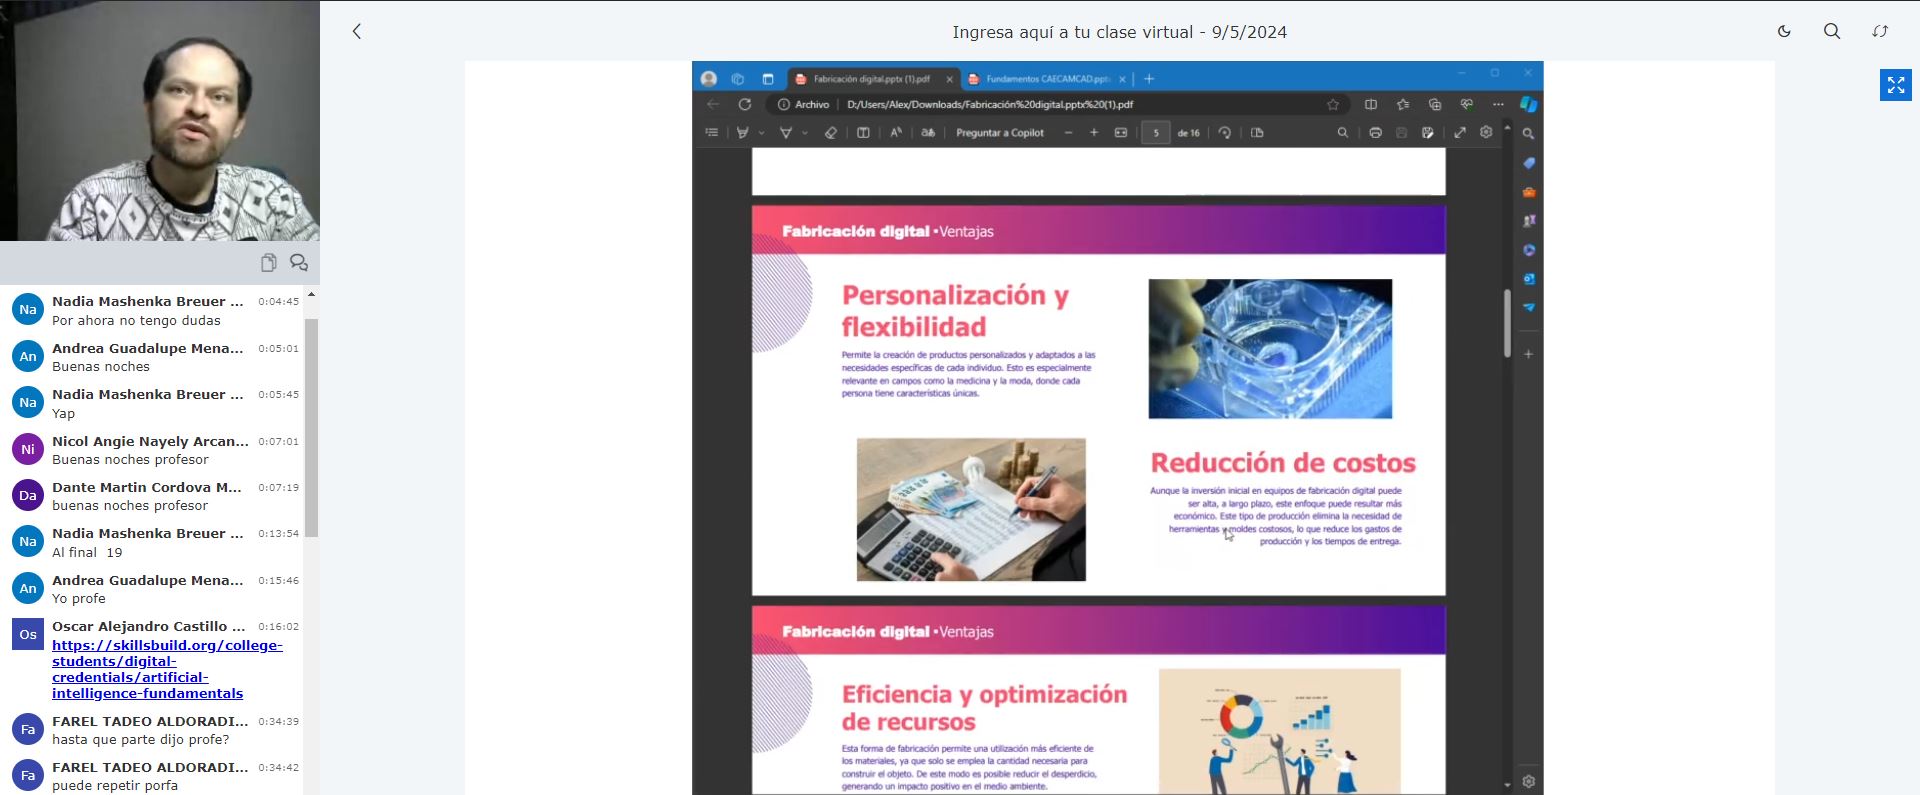 Ingresa aquí a tu clase virtual - 9/5/2024
Na
Nadia Mashenka Breuer ...
0:04:45
Por ahora no tengo dudas
An
Andrea Guadalupe Mena...
0:05:01
Buenas noches
Na
Nadia Mashenka Breuer ...
0:05:45
Yap
Ni
Nicol Angie Nayely Arcan...
0:07:01
Buenas noches profesor
Da
Dante Martin Cordova M...
0:07:19
buenas noches profesor
Na
Nadia Mashenka Breuer ...
0:13:54
Al final 19
An
Andrea Guadalupe Mena...
0:15:46
Yo profe
Os
Oscar Alejandro Castillo ...
0:16:02
https://skillsbuild.org/college-
students/digital-
credentials/artificial-
intelligence-fundamentals
Fa
FAREL TADEO ALDORADI...
0:34:39
hasta que parte dijo profe?
Fa
FAREL TADEO ALDORADI...
0:34:42
puede repetir porfa
Fabricación digital.pptx (1).pdf
Fundamentos CAECAMCAD.pptx
Archivo
D:/Users/Alex/Downloads/Fabricación%20digital.pptx%20(1).pdf
Preguntar a Copilot
5
de 16
Fabricación digital •Ventajas
Personalización y
flexibilidad
Permite la creación de productos personalizados y adaptados a las
necesidades específicas de cada individuo. Esto es especialmente
relevante en campos como la medicina y la moda, donde cada
persona tiene características únicas.
Reducción de costos
Aunque la inversión inicial en equipos de fabricación digital puede
ser alta, a largo plazo, este enfoque puede resultar más
económico. Este tipo de producción elimina la necesidad de
herramientas y moldes costosos, lo que reduce los gastos de
producción y los tiempos de entrega.
Fabricación digital •Ventajas
Eficiencia y optimización
de recursos
Esta forma de fabricación permite una utilización más eficiente de
los materiales, ya que solo se emplea la cantidad necesaria para
construir el objeto. De este modo es posible reducir el desperdicio,
generando un impacto positivo en el medio ambiente.